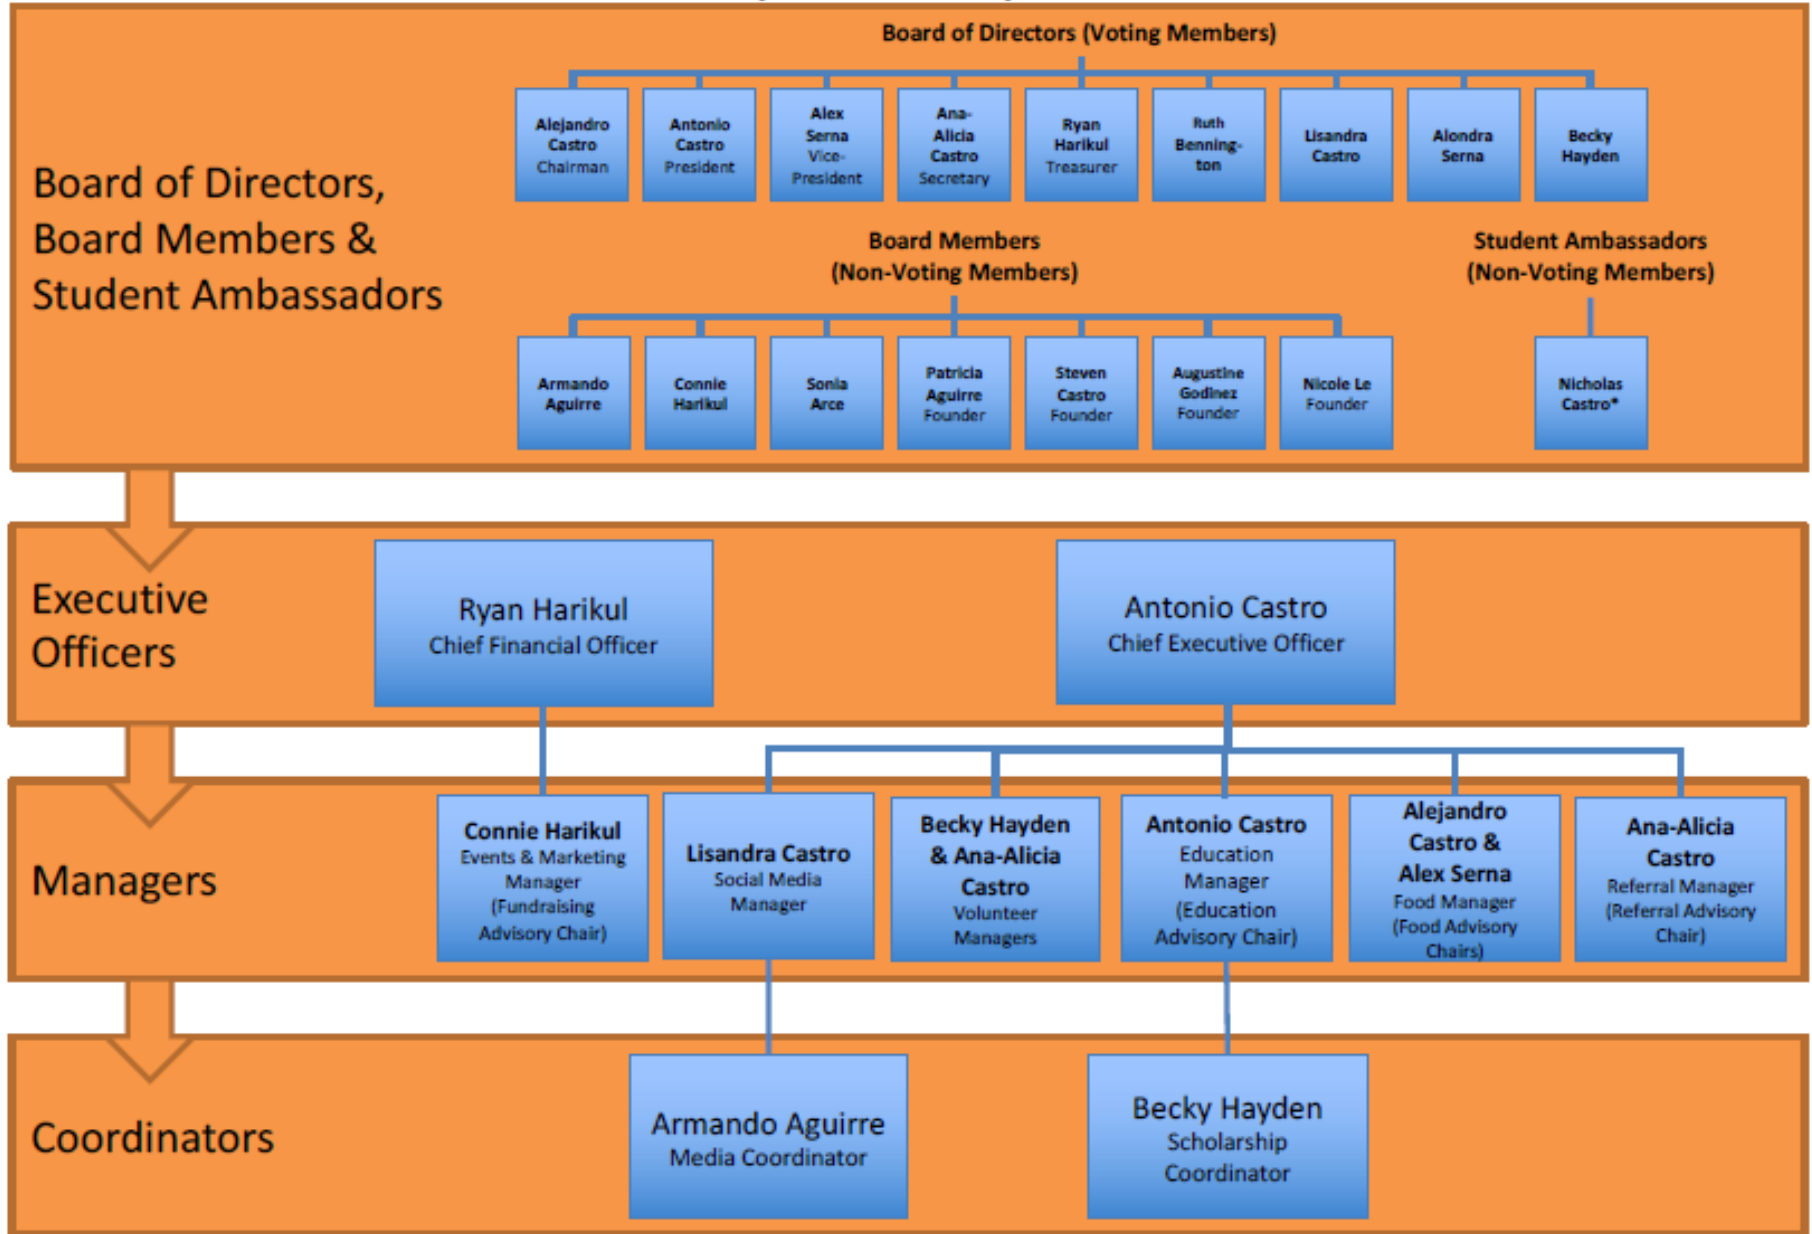 Board of Directors (Voting Members)
Board of Directors,
Board Members &
Student Ambassadors
Alejandro
Castro
Chairman
Antonio
Castro
President
Alex
Serna
Vice-
President
Ana-
Alicia
Castro
Secretary
Ryan
Harikul
Treasurer
Ruth
Benning-
ton
Lisandra
Castro
Alondra
Serna
Becky
Hayden
Board Members
(Non-Voting Members)
Student Ambassadors
(Non-Voting Members)
Armando
Aguirre
Connie
Harikul
Sonia
Arce
Patricia
Aguirre
Founder
Steven
Castro
Founder
Augustine
Godinez
Founder
Nicole Le
Founder
Nicholas
Castro*
Executive
Officers
Ryan Harikul
Chief Financial Officer
Antonio Castro
Chief Executive Officer
Managers
Connie Harikul
Events & Marketing
Manager
(Fundraising
Advisory Chair)
Lisandra Castro
Social Media
Manager
Becky Hayden
& Ana-Alicia
Castro
Volunteer
Managers
Antonio Castro
Education
Manager
(Education
Advisory Chair)
Alejandro
Castro &
Alex Serna
Food Manager
(Food Advisory
Chairs)
Ana-Alicia
Castro
Referral Manager
(Referral Advisory
Chair)
Coordinators
Armando Aguirre
Media Coordinator
Becky Hayden
Scholarship
Coordinator